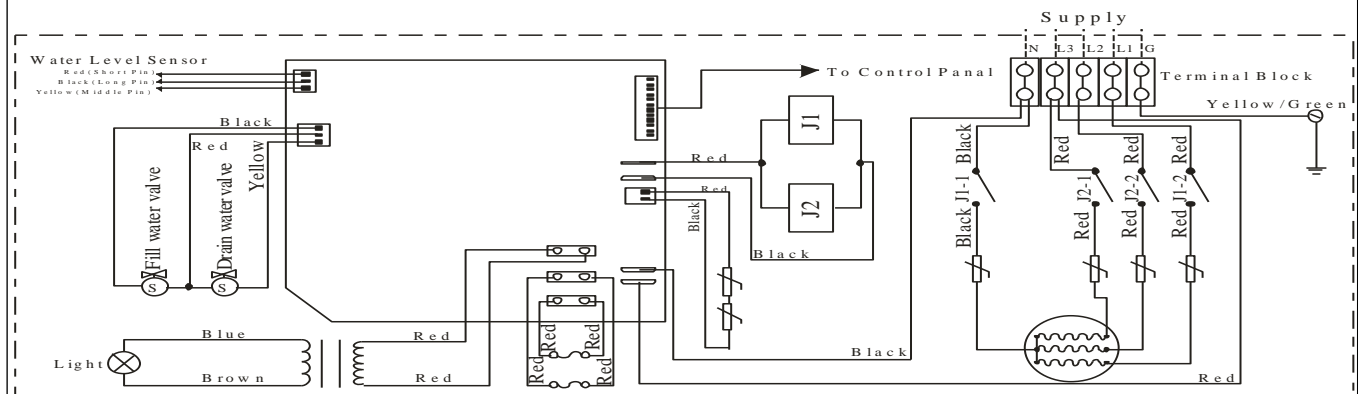 Supply
N L3 L2 L1 G
Water Level Sensor
Red(Short Pin)
Black(Long Pin)
Yellow(Middle Pin)
To Control Panal
Terminal Block
Yellow/Green
Black
Red
Yellow
Fill water valve
Drain water valve
S
S
Red
Red
Black
Black
J1
J2
Black
Red
Red
Red
J1-1
J2-1
J2-2
J1-2
Black
Red
Red
Red
Blue
Light
Brown
Red
Red
Red
Red
Red
Red
Black
Red